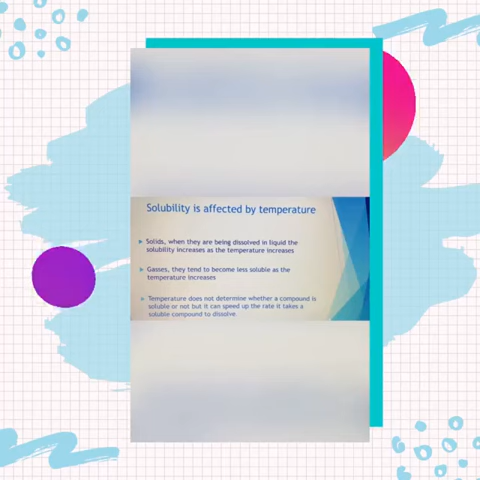 Solubility is affected by temperature
Solids, when they are being dissolved in liquid the
solubility increases as the temperature increases
Gasses, they tend to become less soluble as the
temperature increases
Temperature does not determine whether a compound is
soluble or not but it can speed up the rate it takes a
soluble compound to dissolve.